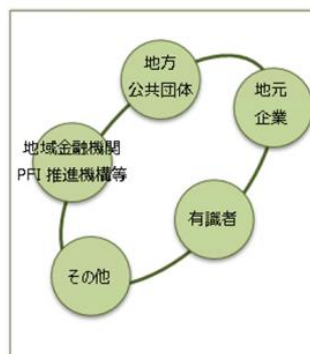 地方
公共団体
地元
企業
地域金融機関
PFI 推進機構等
有識者
その他